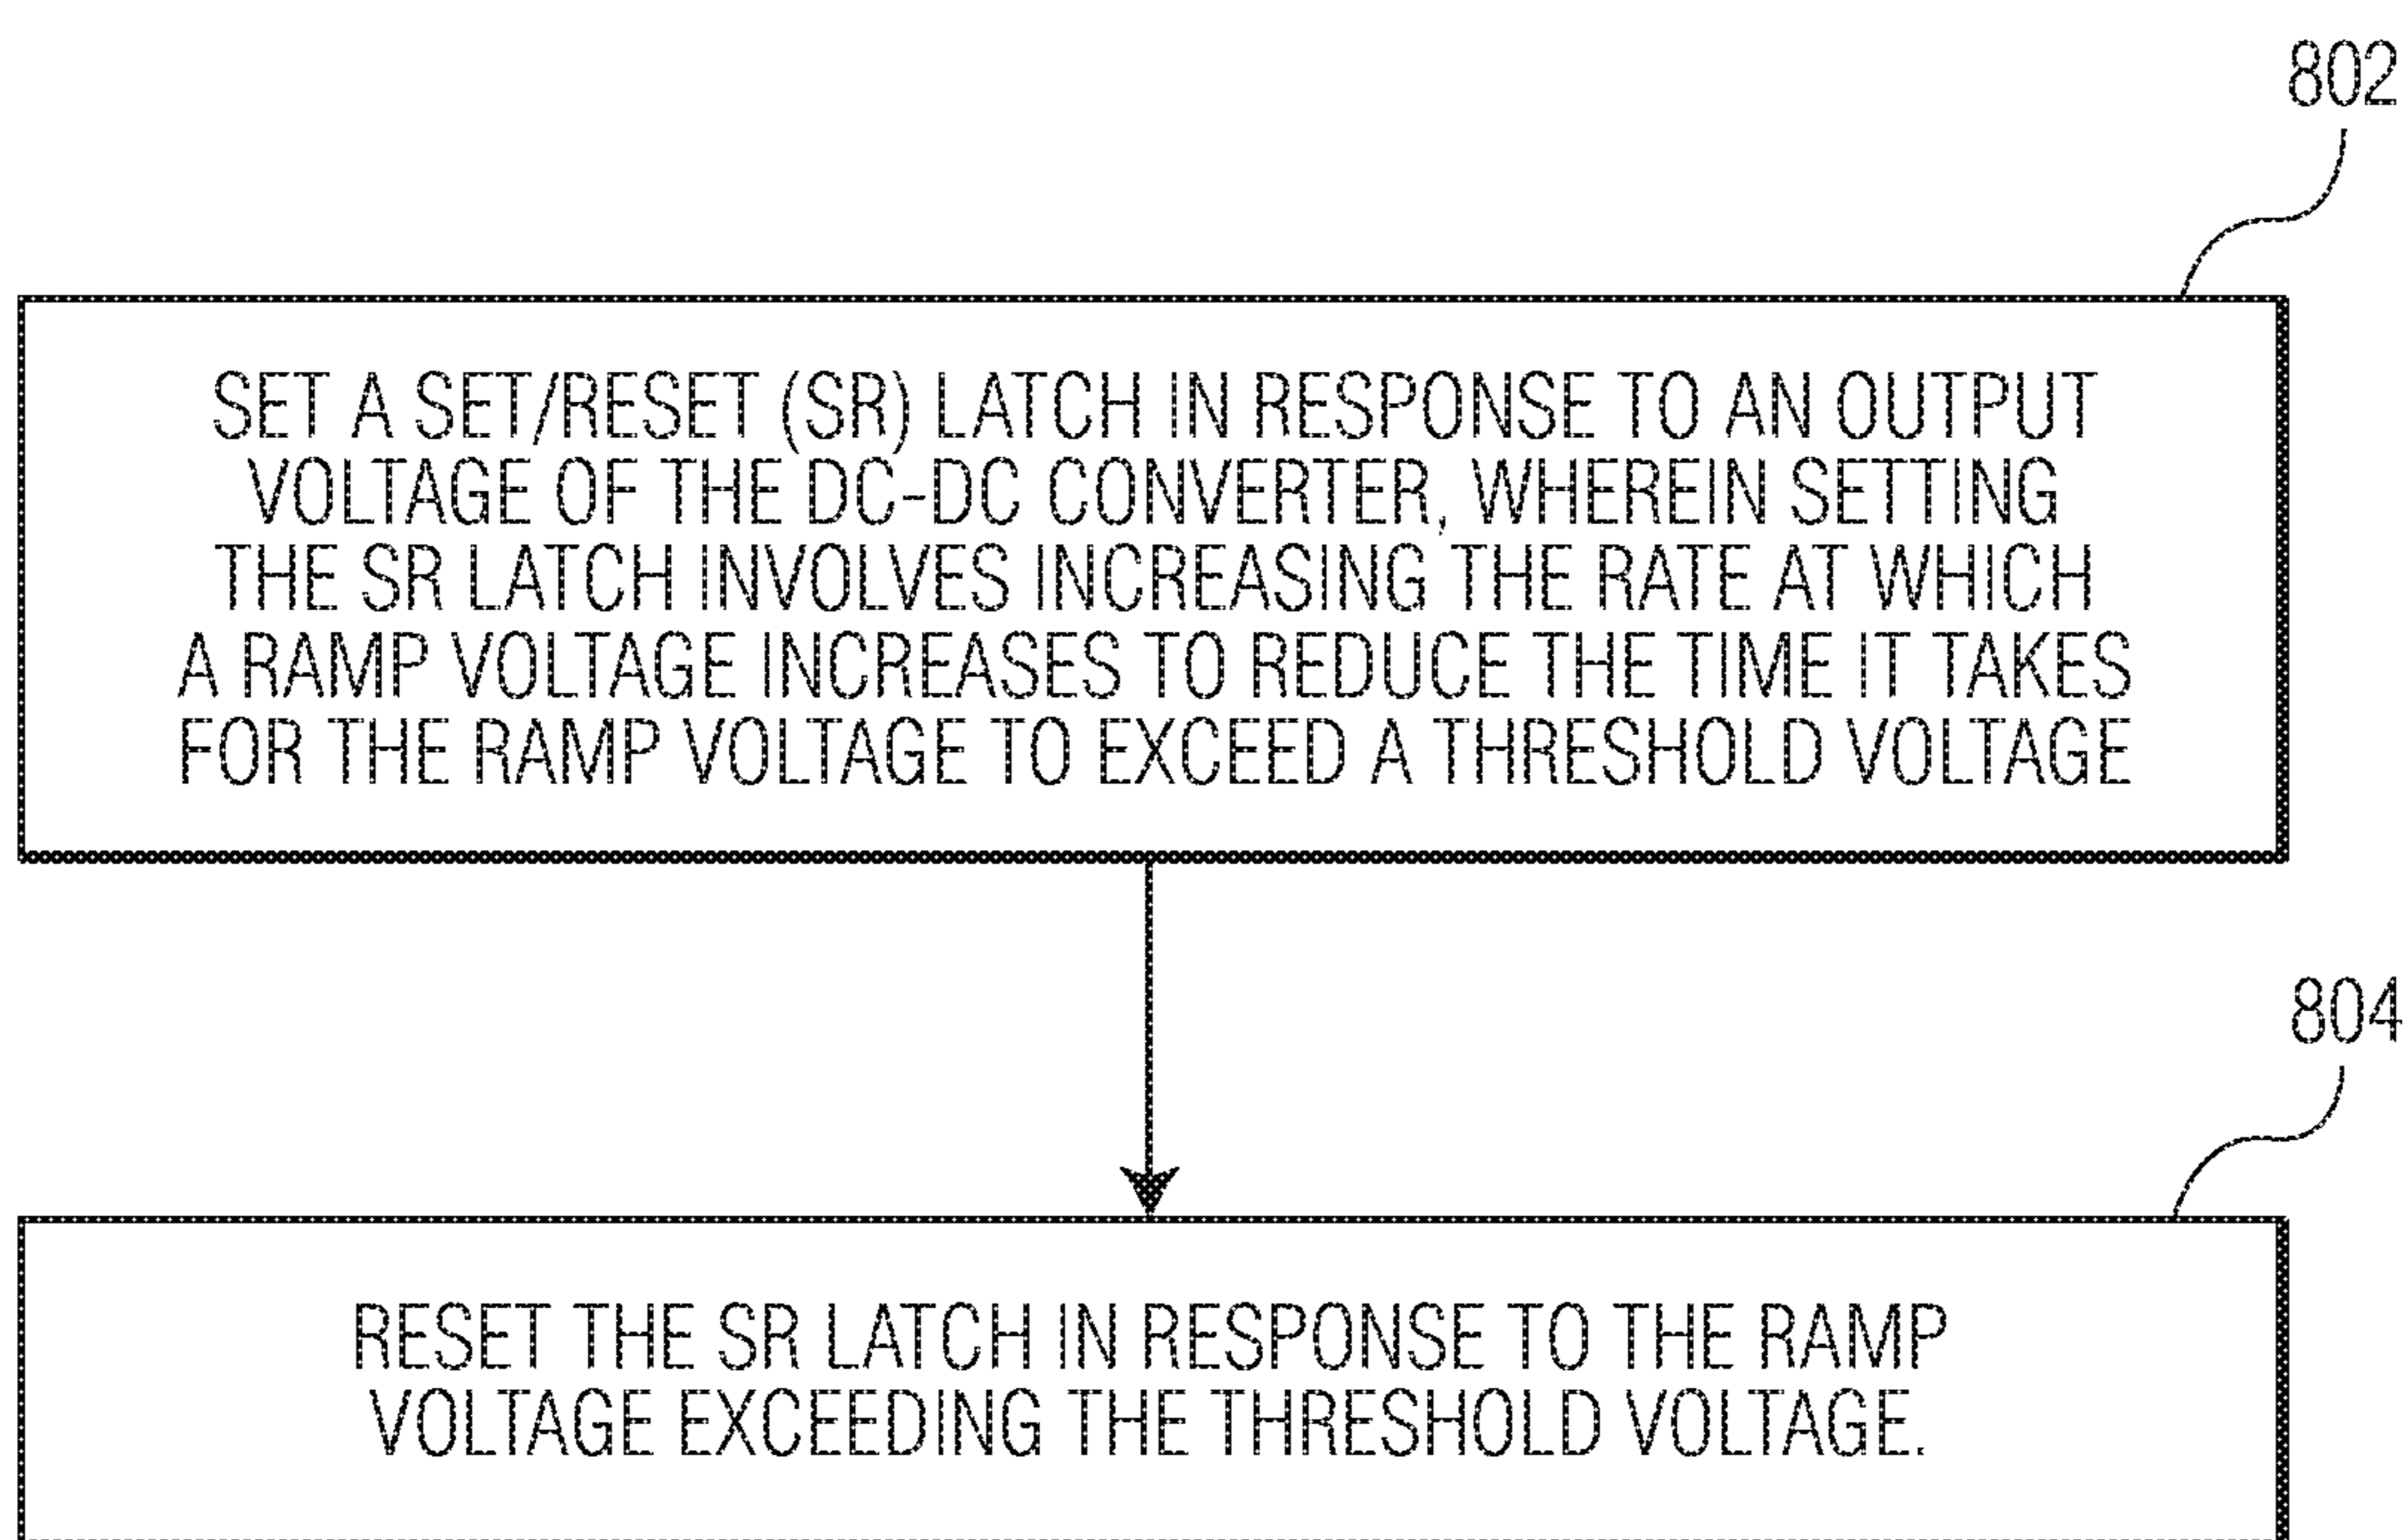 802
SET A SET/RESET (SR) LATCH IN RESPONSE TO AN OUTPUT
VOLTAGE OF THE DC-DC CONVERTER, WHEREIN SETTING
THE SR LATCH INVOLVES INCREASING THE RATE AT WHICH
A RAMP VOLTAGE INCREASES TO REDUCE THE TIME IT TAKES
FOR THE RAMP VOLTAGE TO EXCEED A THRESHOLD VOLTAGE
804
RESET THE SR LATCH IN RESPONSE TO THE RAMP
VOLTAGE EXCEEDING THE THRESHOLD VOLTAGE.